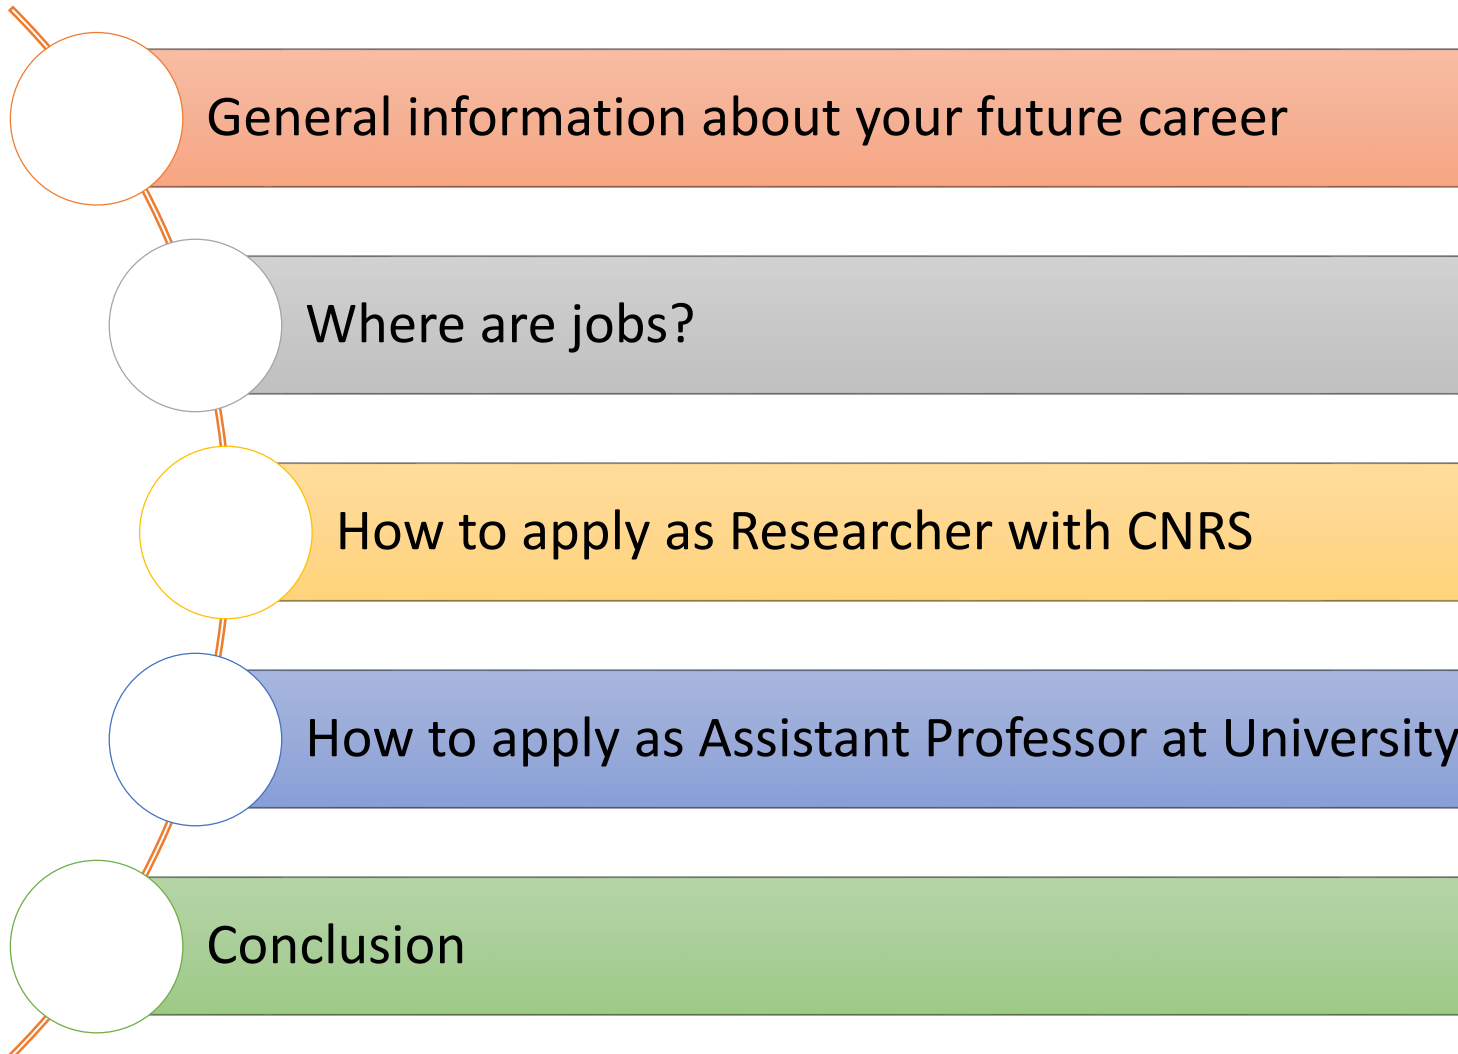 General information about your future career
Where are jobs?
How to apply as Researcher with CNRS
How to apply as Assistant Professor at University
Conclusion